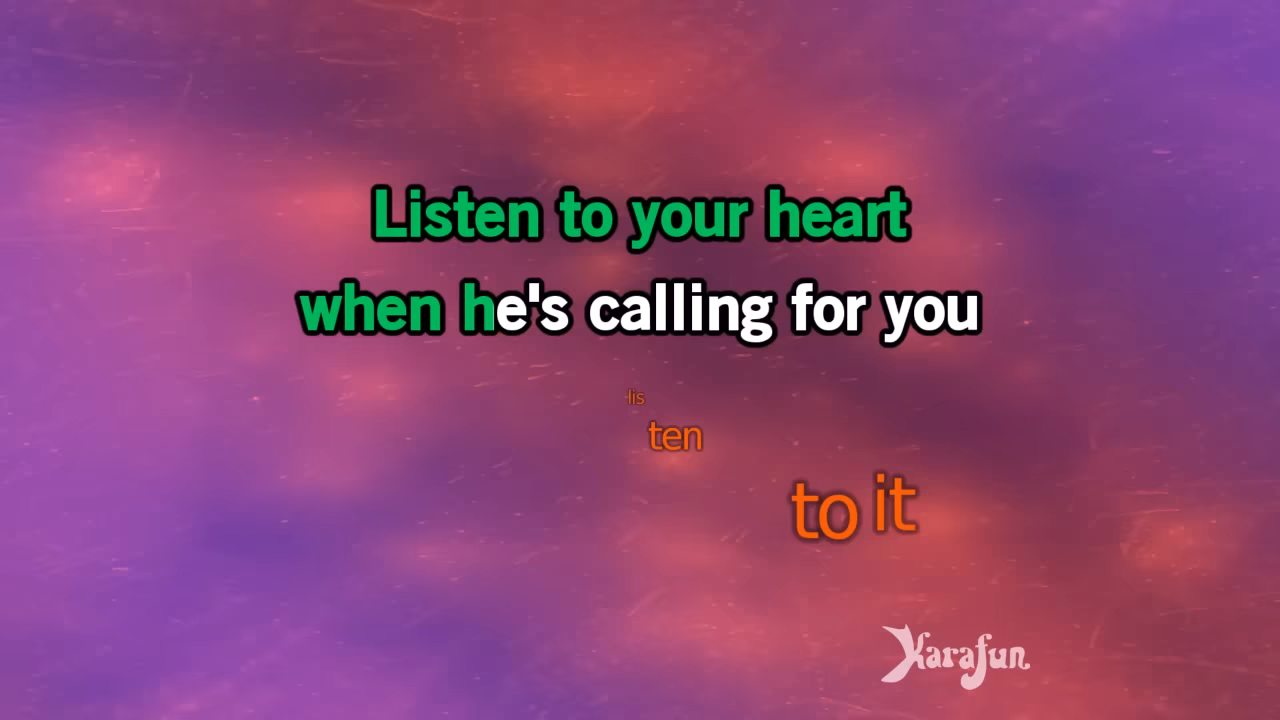 Listen to your heart
when he's calling for you
lis
ten
to it
Karafun